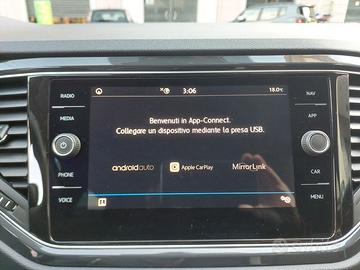 RADIO
MEDIA
PHONE
VOICE
3:06
18.0°c
Benvenuti in App-Connect.
Collegare un dispositivo mediante la presa USB.
androidauto
Apple CarPlay
MirrorLink
NAV
APP
CAR
MENU